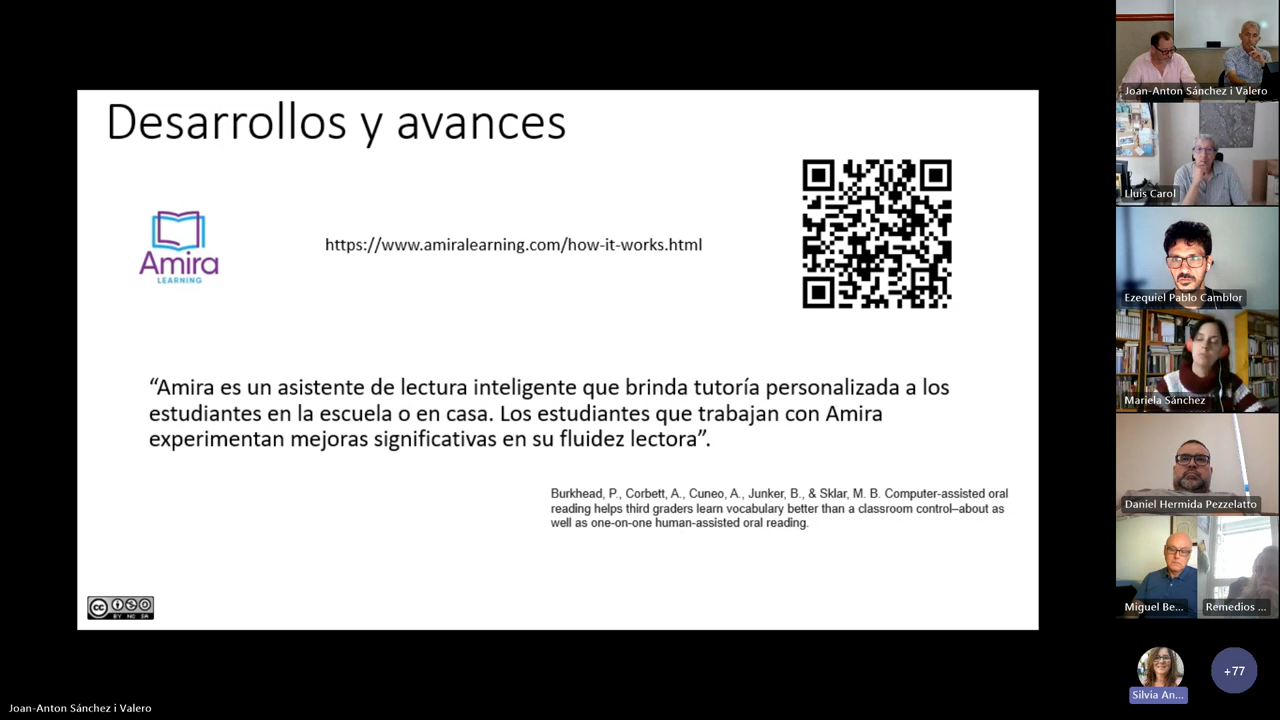 Desarrollos y avances
Amira
LEARNING
https://www.amiralearning.com/how-it-works.html
“Amira es un asistente de lectura inteligente que brinda tutoría personalizada a los
estudiantes en la escuela o en casa. Los estudiantes que trabajan con Amira
experimentan mejoras significativas en su fluidez lectora”.
Burkhead, P., Corbett, A., Cuneo, A., Junker, B., & Sklar, M. B. Computer-assisted oral
reading helps third graders learn vocabulary better than a classroom control–about as
well as one-on-one human-assisted oral reading.
cc
BY NC SA
Joan-Anton Sánchez i Valero
Lluis Carol
Ezequiel Pablo Camblor
Mariela Sánchez
Daniel Hermida Pezzelatto
Miguel Be...
Remedios ...
Silvia An...
+77
Joan-Anton Sánchez i Valero